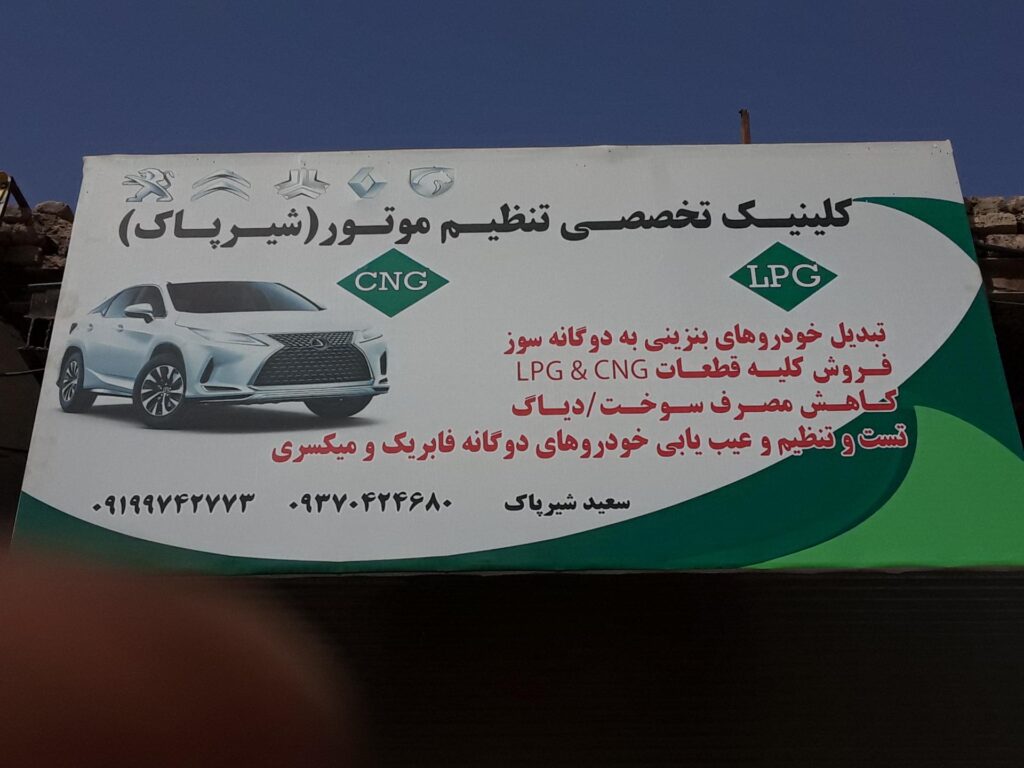 کلینیک تخصصی تنظیم موتور(شیرپاک)
CNG
LPG
تبدیل خودروهای بنزینی به دوگانه سوز
فروش کلیه قطعات LPG & CNG
کاهش مصرف سوخت/دیاگ
تست و تنظیم و عیب یابی خودروهای دوگانه فابریک و میکسری
سعید شیرپاک ۰۹۳۷۰۴۲۴۶۸۰ ۰۹۱۹۹۷۴۲۷۷۳